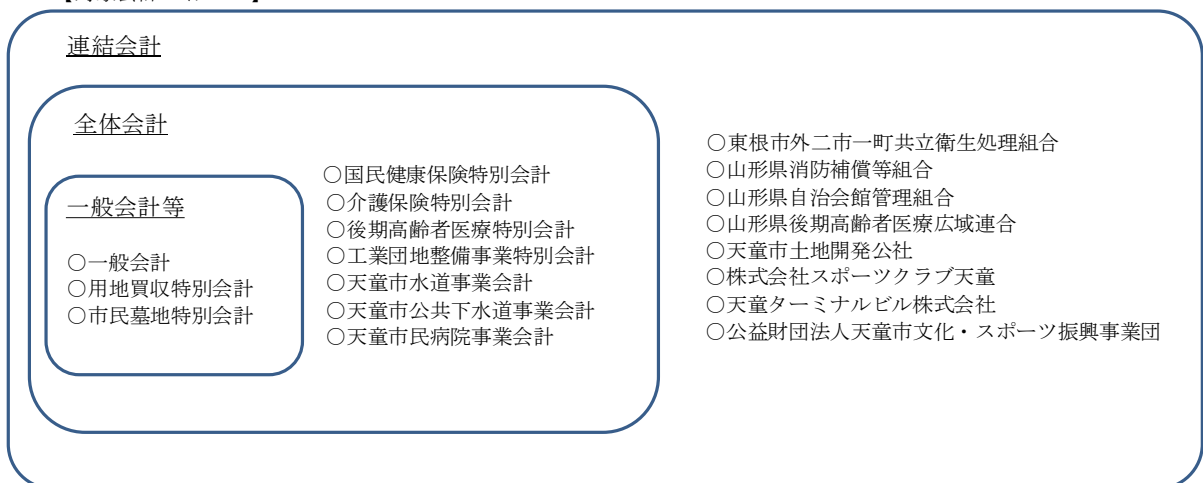 連結会計
全体会計
一般会計等
○一般会計
○用地買収特別会計
○市民墓地特別会計
○国民健康保険特別会計
○介護保険特別会計
○後期高齢者医療特別会計
○工業団地整備事業特別会計
○天童市水道事業会計
○天童市公共下水道事業会計
○天童市民病院事業会計
○東根市外二市一町共立衛生処理組合
○山形県消防補償等組合
○山形県自治会館管理組合
○山形県後期高齢者医療広域連合
○天童市土地開発公社
○株式会社スポーツクラブ天童
○天童ターミナルビル株式会社
○公益財団法人天童市文化・スポーツ振興事業団